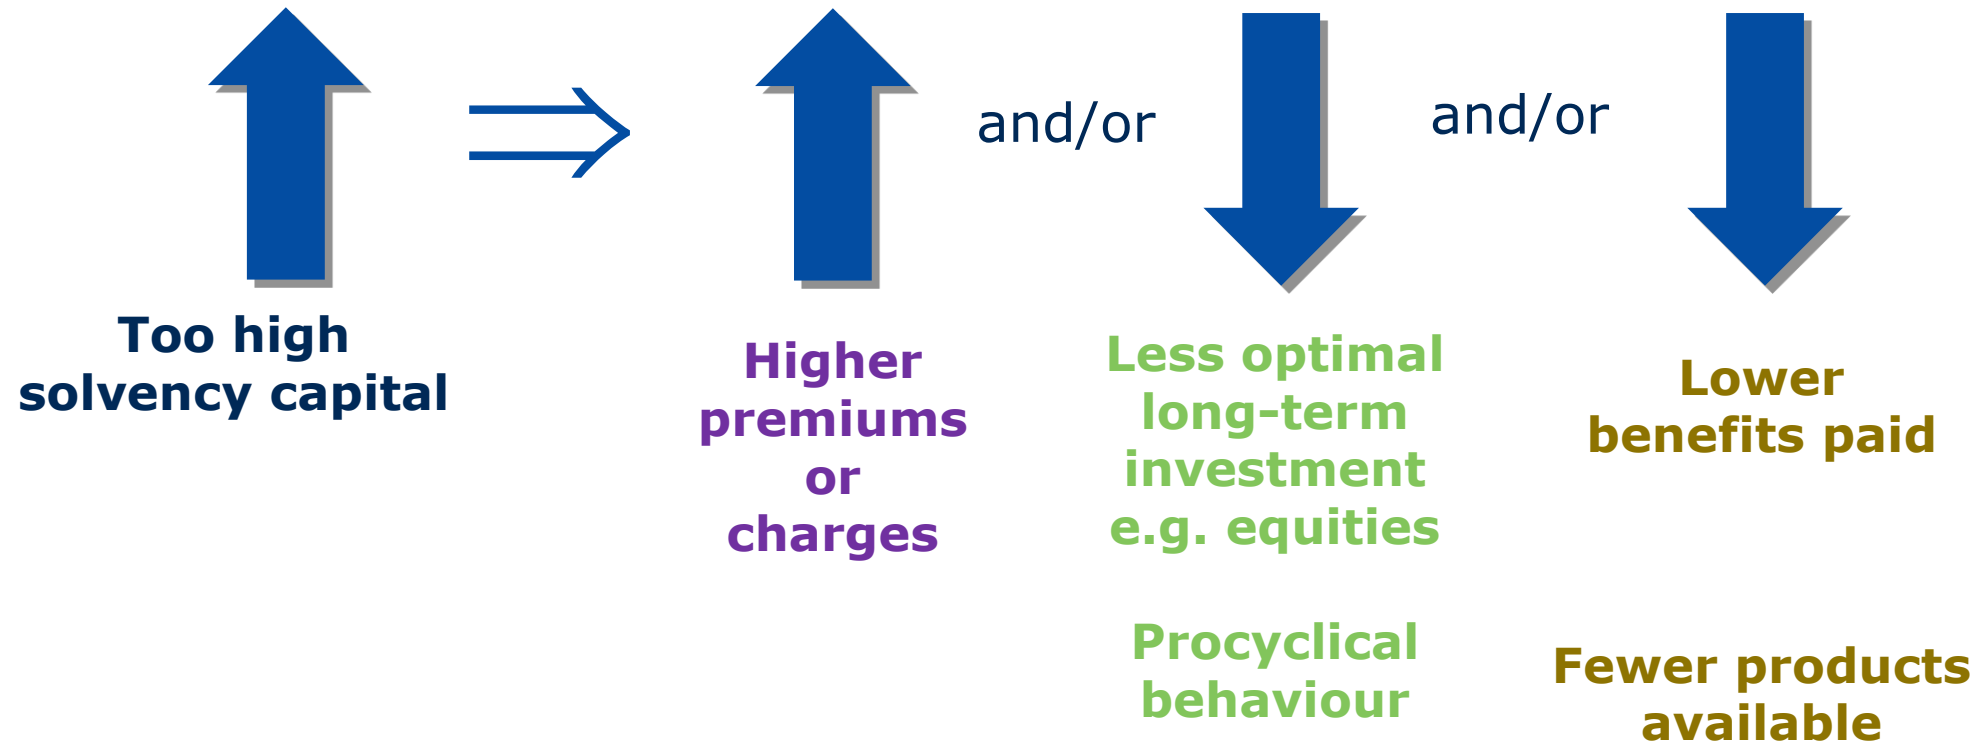 and/or
and/or
Too high
solvency capital
Higher
premiums
or
charges
Less optimal
long-term
investment
e.g. equities
Procyclical
behaviour
Lower
benefits paid
Fewer products
available